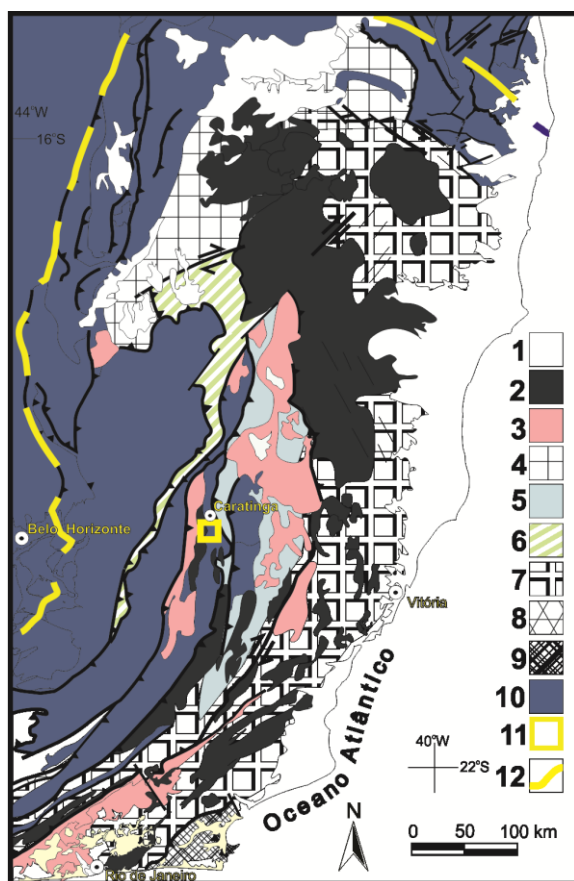 44°W
16°S
1
2
3
4
5
6
7
8
9
10
11
12
Caratinga
Belo Horizonte
Vitória
Oceano Atlântico
40°W
22°S
N
0 50 100 km
Rio de Janeiro